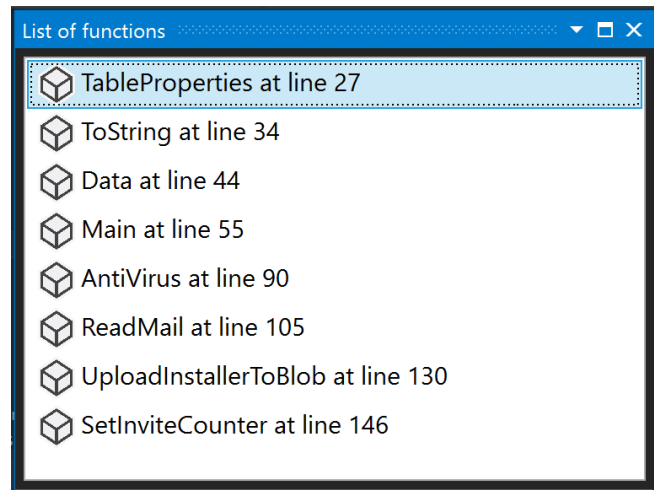 List of functions
TableProperties at line 27
ToString at line 34
Data at line 44
Main at line 55
AntiVirus at line 90
ReadMail at line 105
UploadInstallerToBlob at line 130
SetInviteCounter at line 146